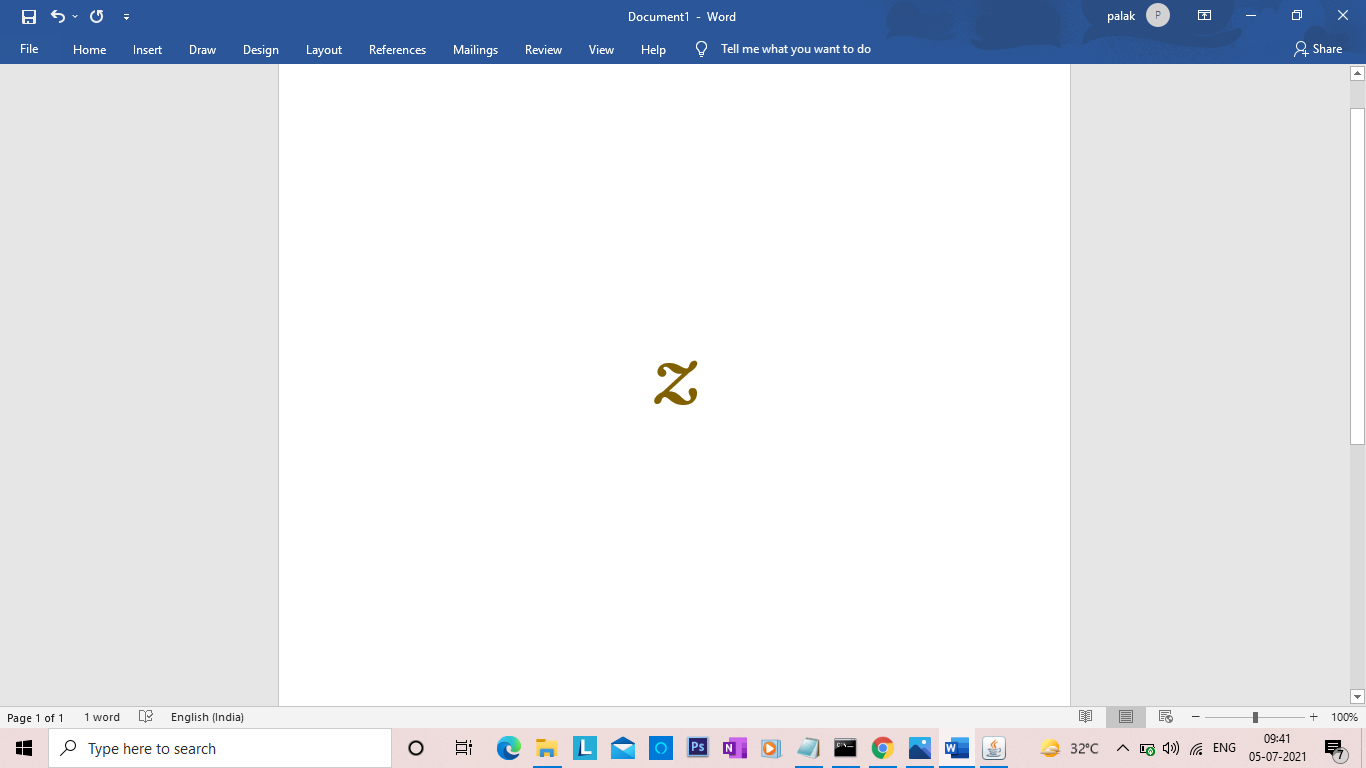 Document1 - Word
palak
P
File
Home
Insert
Draw
Design
Layout
References
Mailings
Review
View
Help
Tell me what you want to do
Share
z
Page 1 of 1
1 word
English (India)
100%
Type here to search
L
Ps
N
W
32°C
ENG
09:41
05-07-2021
7